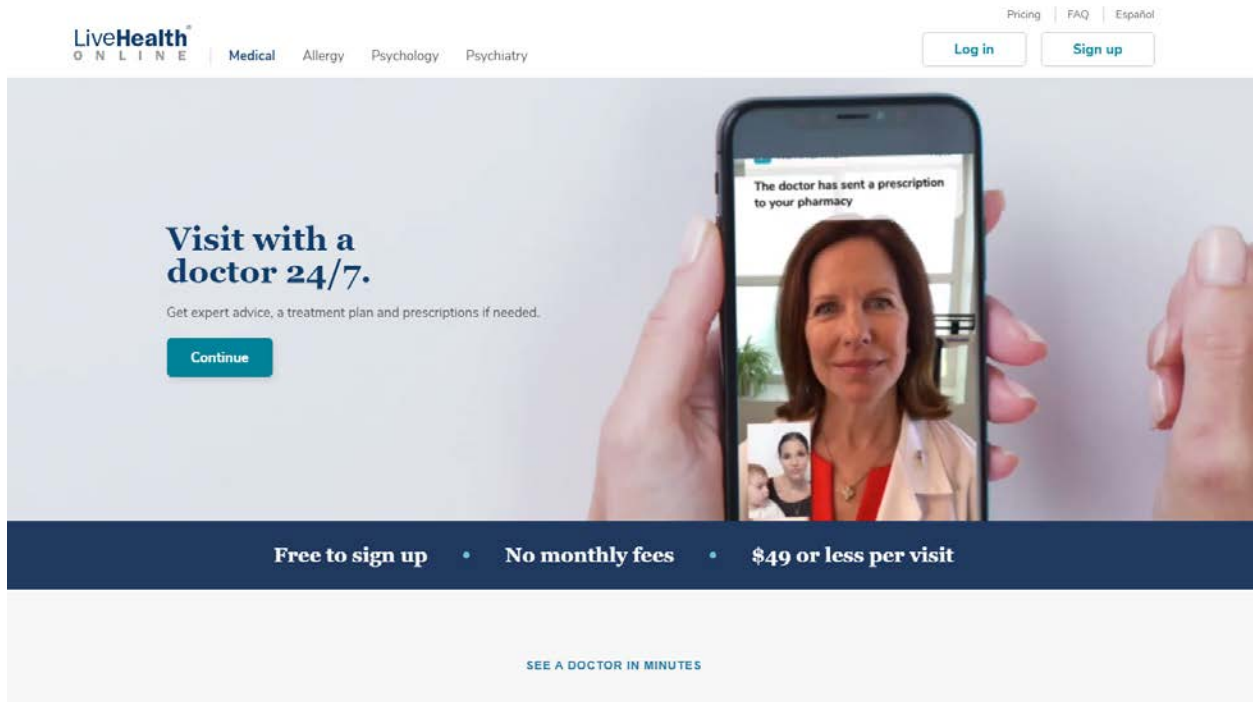 Pricing
FAQ
Español
LiveHealth®
ONLINE
Medical
Allergy
Psychology
Psychiatry
Log in
Sign up
The doctor has sent a prescription
to your pharmacy
Visit with a
doctor 24/7.
Get expert advice, a treatment plan and prescriptions if needed.
Continue
Free to sign up • No monthly fees • $49 or less per visit
SEE A DOCTOR IN MINUTES